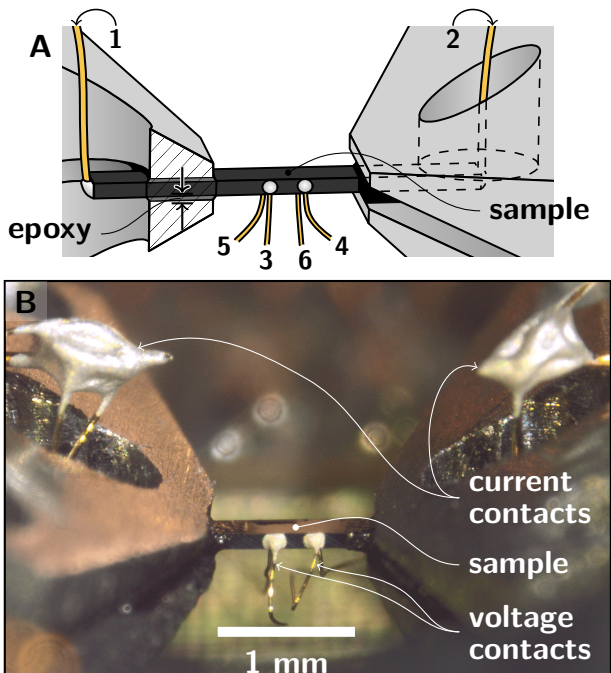 A
1
2
epoxy
sample
5
3
6
4
B
current
contacts
sample
voltage
contacts
1 mm